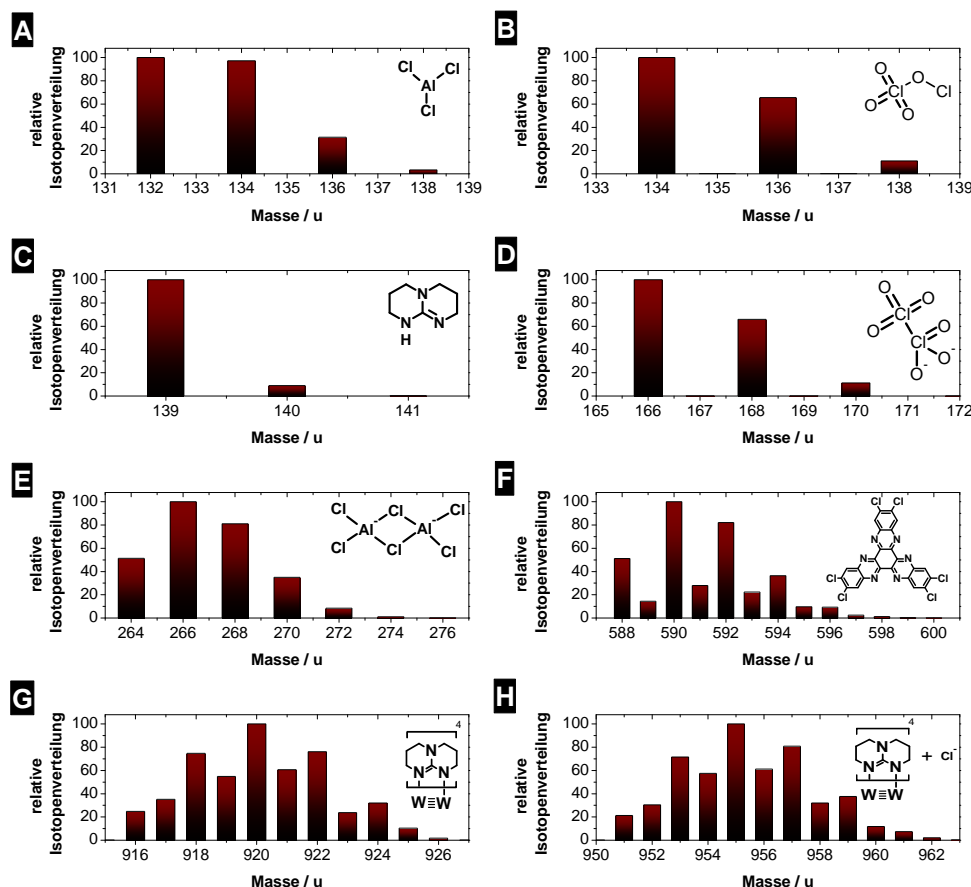 A
relative
Isotopenverteilung
100
80
60
40
20
0
131 132 133 134 135 136 137 138 139
Masse / u
Cl Cl
Al
Cl
B
relative
Isotopenverteilung
100
80
60
40
20
0
133 134 135 136 137 138 139
Masse / u
O O
Cl Cl
O O
C
relative
Isotopenverteilung
100
80
60
40
20
0
139 140 141
Masse / u
N
N N
H
D
relative
Isotopenverteilung
100
80
60
40
20
0
165 166 167 168 169 170 171 172
Masse / u
O O
Cl
O O
Cl
O-
O-
E
relative
Isotopenverteilung
100
80
60
40
20
0
264 266 268 270 272 274 276
Masse / u
Cl Cl Cl
Al- Al-
Cl Cl Cl
F
relative
Isotopenverteilung
100
80
60
40
20
0
588 590 592 594 596 598 600
Masse / u
Cl Cl
N N
N N
Cl N N Cl
Cl Cl
G
relative
Isotopenverteilung
100
80
60
40
20
0
916 918 920 922 924 926
Masse / u
4
N
N N
W≡W
H
relative
Isotopenverteilung
100
80
60
40
20
0
950 952 954 956 958 960 962
Masse / u
4
N
N N + Cl-
W≡W